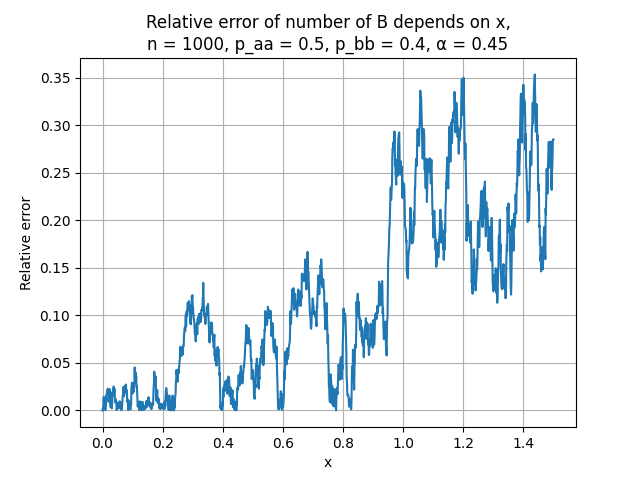 Relative error of number of B depends on x,
n = 1000, p_aa = 0.5, p_bb = 0.4, α = 0.45
0.35
0.30
0.25
0.20
0.15
0.10
0.05
0.00
Relative error
0.0 0.2 0.4 0.6 0.8 1.0 1.2 1.4
x